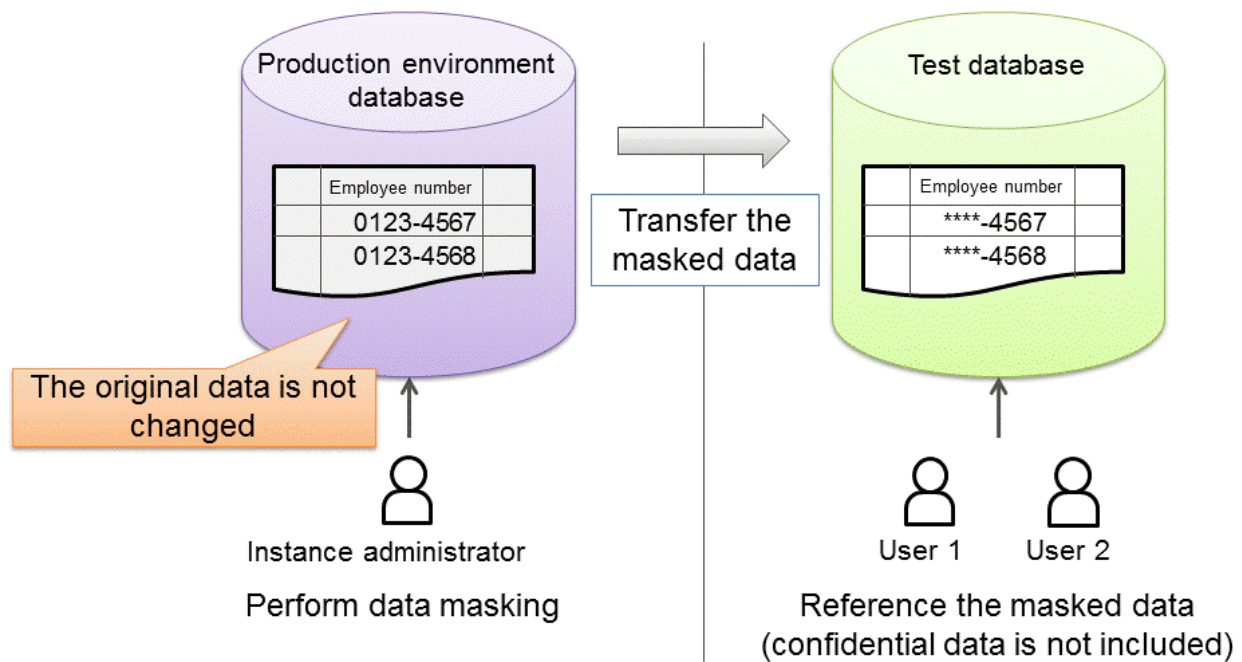 Production environment
database
Employee number
0123-4567
0123-4568
The original data is not
changed
Instance administrator
Perform data masking
Transfer the
masked data
Test database
Employee number
****-4567
****-4568
User 1
User 2
Reference the masked data
(confidential data is not included)